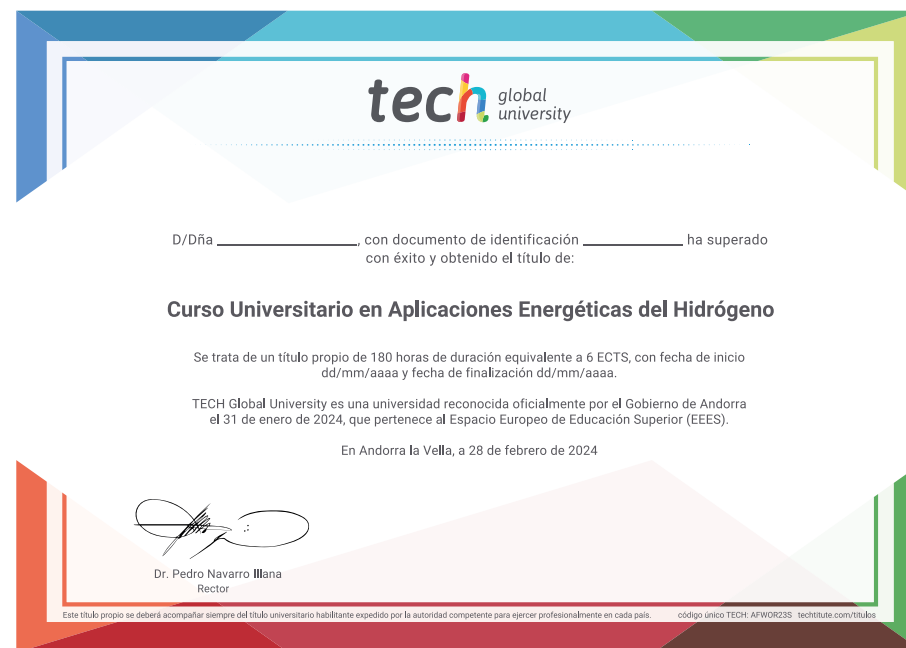 tech global university
D/Dña ______________, con documento de identificación __________ ha superado
con éxito y obtenido el título de:
Curso Universitario en Aplicaciones Energéticas del Hidrógeno
Se trata de un título propio de 180 horas de duración equivalente a 6 ECTS, con fecha de inicio
dd/mm/aaaa y fecha de finalización dd/mm/aaaa.
TECH Global University es una universidad reconocida oficialmente por el Gobierno de Andorra
el 31 de enero de 2024, que pertenece al Espacio Europeo de Educación Superior (EEES).
En Andorra la Vella, a 28 de febrero de 2024
Dr. Pedro Navarro Illana
Rector
Este título propio se deberá acompañar siempre del título universitario habilitante expedido por la autoridad competente para ejercer profesionalmente en cada país. código único TECH: AFWOR23S techtitute.com/titulos